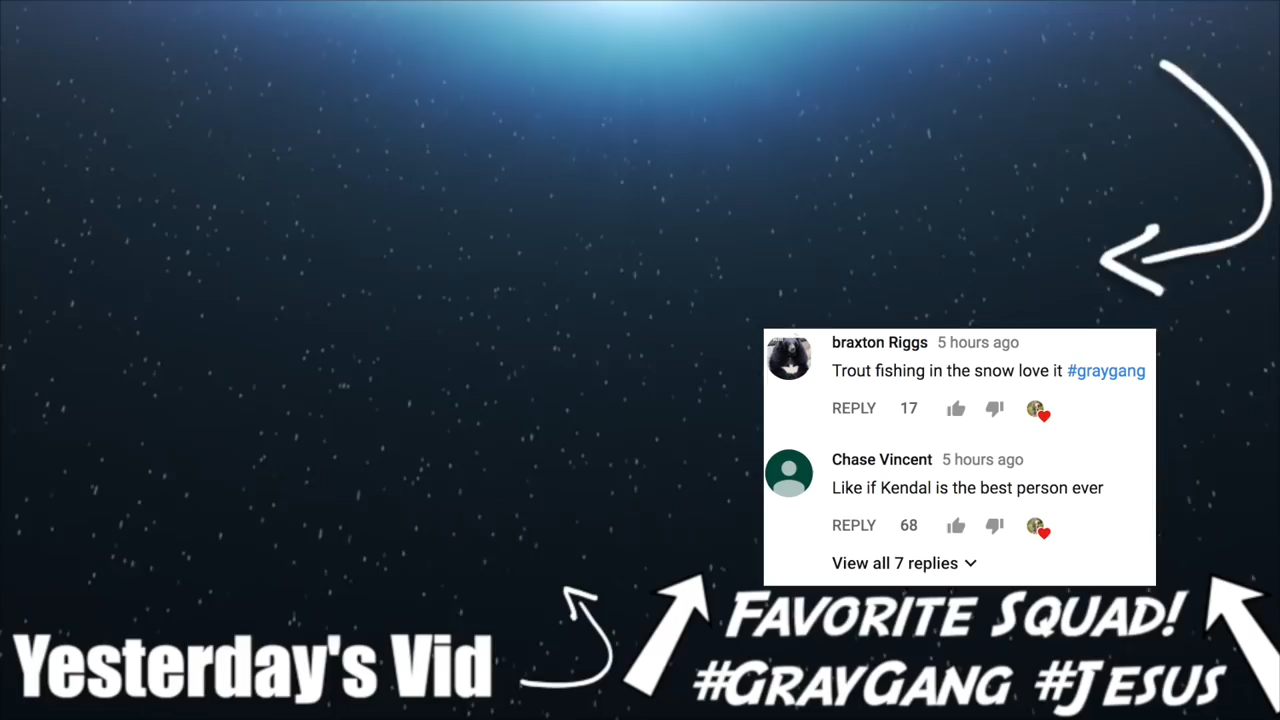 braxton Riggs 5 hours ago
Trout fishing in the snow love it #graygang
REPLY 17
Chase Vincent 5 hours ago
Like if Kendal is the best person ever
REPLY 68
View all 7 replies
Favorite Squad!
Yesterday's Vid
#GrayGang #Jesus